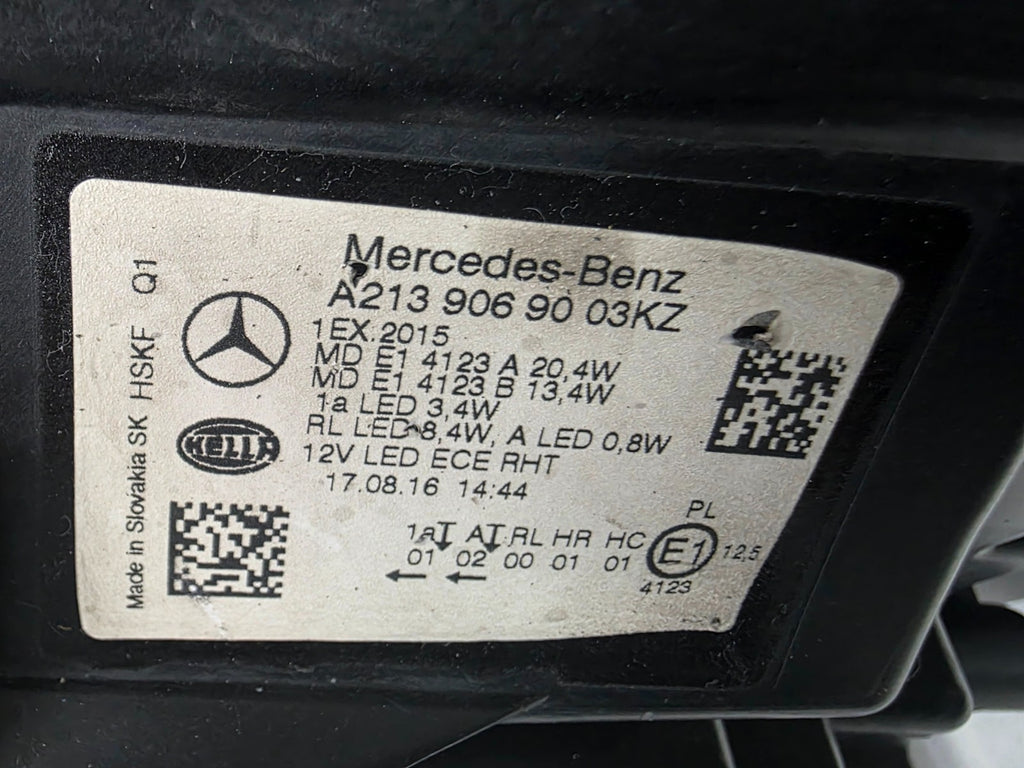 Mercedes-Benz
A213 906 90 03KZ
1EX.2015
MD E1 4123 A 20,4W
MD E1 4123 B 13,4W
1a LED 3,4W
RL LED 8,4W, A LED 0,8W
12V LED ECE RHT
17.08.16 14:44
HELLA
Made in Slovakia SK HSKF Q1
PL
1a AT RL HR HC
01 02 00 01 01
E1
12,5
4123